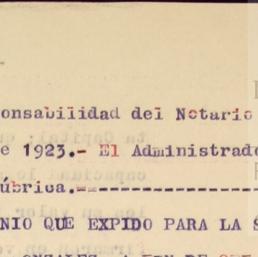 onsabilidad del Notario
e 1923.- El Administrado
úbrica.=-----------------
NIO QUE EXPIDO PARA LA S